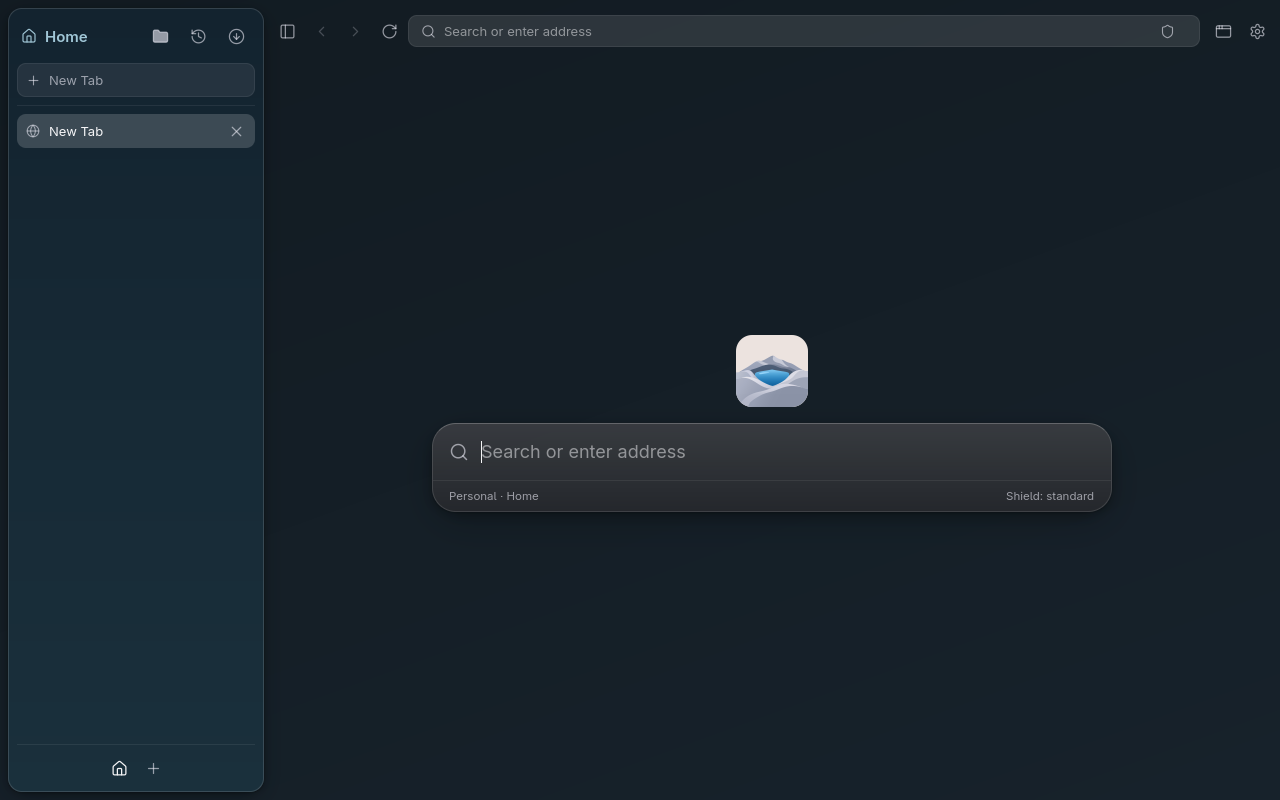 Home
Search or enter address
New Tab
New Tab
Search or enter address
Personal · Home
Shield: standard